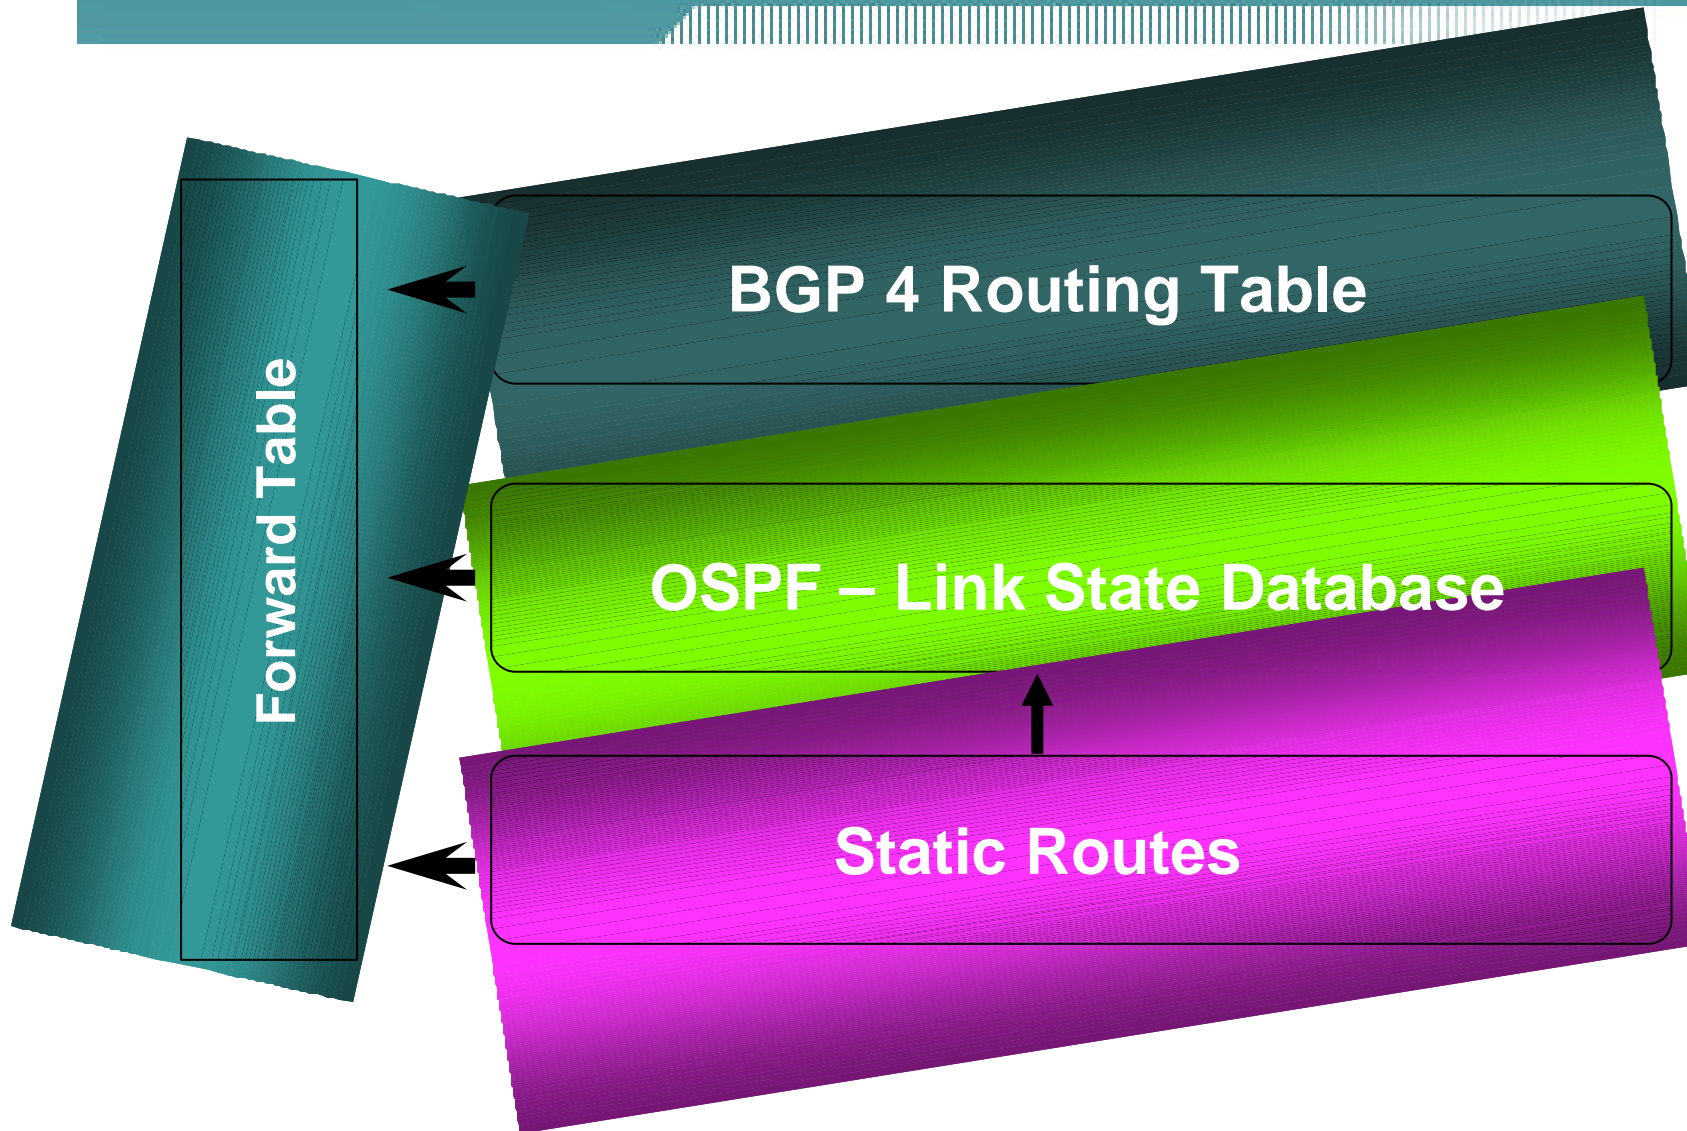 Forward Table
BGP 4 Routing Table
OSPF – Link State Database
Static Routes